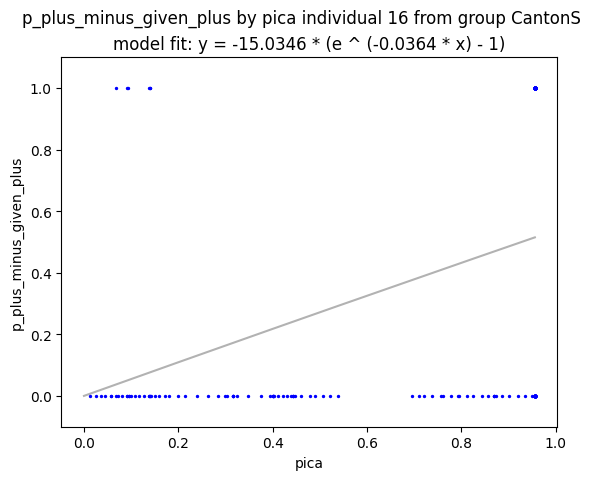 p_plus_minus_given_plus by pica individual 16 from group CantonS
model fit: y = -15.0346 * (e ^ (-0.0364 * x) - 1)
1.0
0.8
0.6
0.4
0.2
0.0
p_plus_minus_given_plus
0.0 0.2 0.4 0.6 0.8 1.0
pica